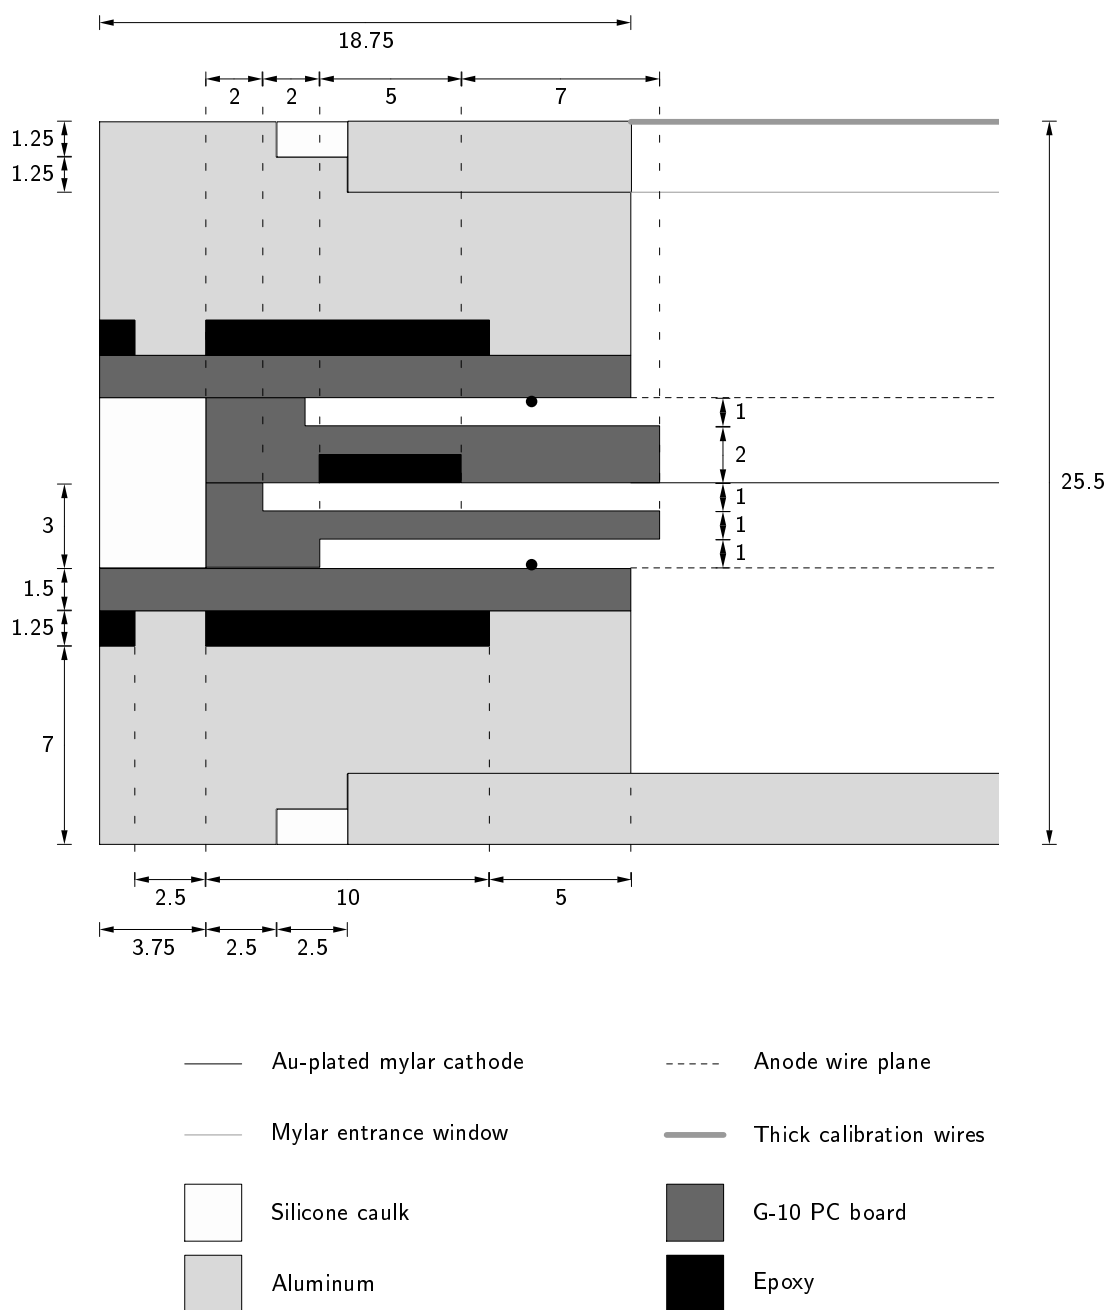 18.75
2 2 5 7
1.25
1.25
1
2
25.5
1
3
1
1
1.5
1.25
7
2.5 10 5
3.75 2.5 2.5
Au-plated mylar cathode Anode wire plane
Mylar entrance window Thick calibration wires
Silicone caulk G-10 PC board
Aluminum Epoxy